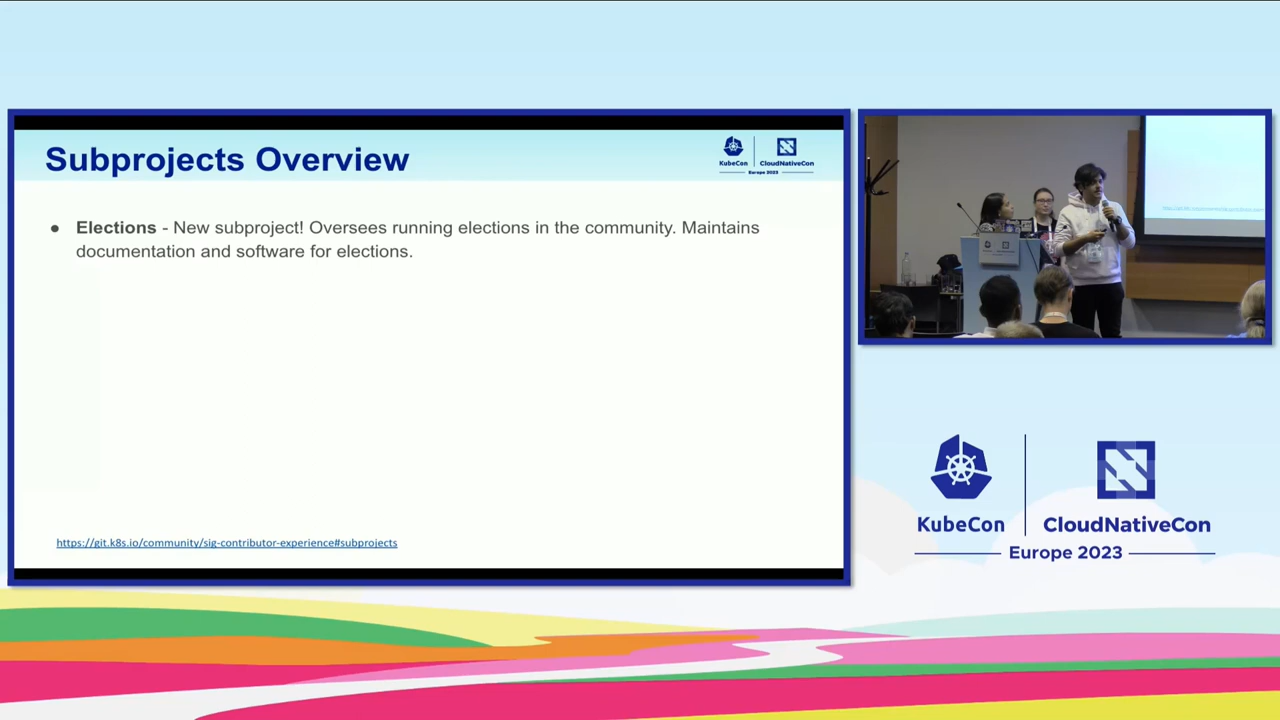 Subprojects Overview
KubeCon
CloudNativeCon
Europe 2023
● Elections - New subproject! Oversees running elections in the community. Maintains
documentation and software for elections.
https://git.k8s.io/community/sig-contributor-experience#subprojects
KubeCon
CloudNativeCon
Europe 2023